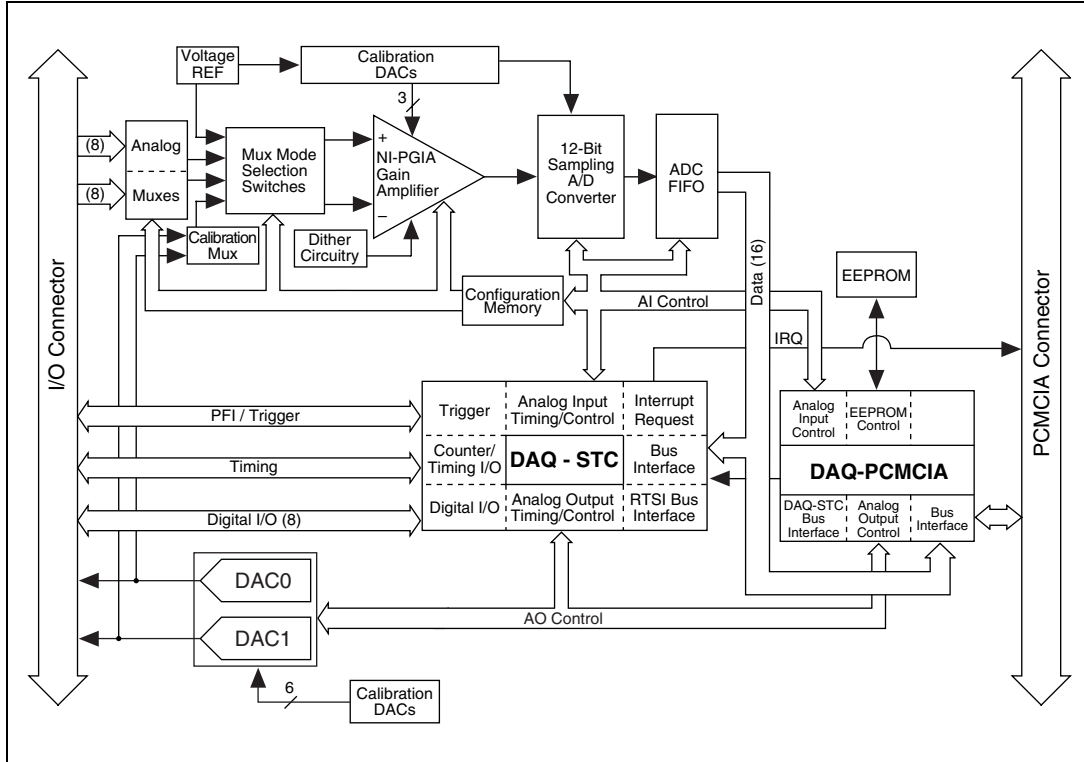 Voltage
REF
Calibration
DACs
3
(8)
(8)
Analog
Muxes
Mux Mode
Selection
Switches
+
NI-PGIA
Gain
Amplifier
−
12-Bit
Sampling
A/D
Converter
ADC
FIFO
Calibration
Mux
Dither
Circuitry
Configuration
Memory
AI Control
Data (16)
EEPROM
IRQ
I/O Connector
PCMCIA Connector
PFI / Trigger
Timing
Digital I/O (8)
Trigger
Analog Input
Timing/Control
Interrupt
Request
Counter/
Timing I/O
DAQ - STC
Bus
Interface
Digital I/O
Analog Output
Timing/Control
RTSI Bus
Interface
Analog
Input
Control
EEPROM
Control
DAQ-PCMCIA
DAQ-STC
Bus
Interface
Analog
Output
Control
Bus
Interface
DAC0
DAC1
AO Control
6
Calibration
DACs